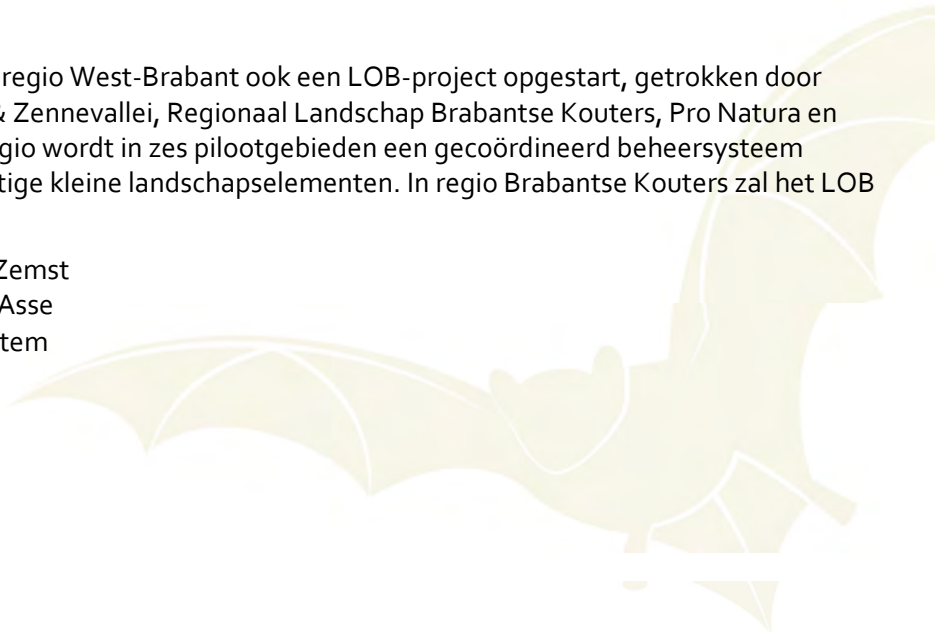 regio West-Brabant ook een LOB-project opgestart, getrokken door
& Zennevallei, Regionaal Landschap Brabantse Kouters, Pro Natura en
gio wordt in zes pilootgebieden een gecoördineerd beheersysteem
tige kleine landschapselementen. In regio Brabantse Kouters zal het LOB
Zemst
Asse
tem